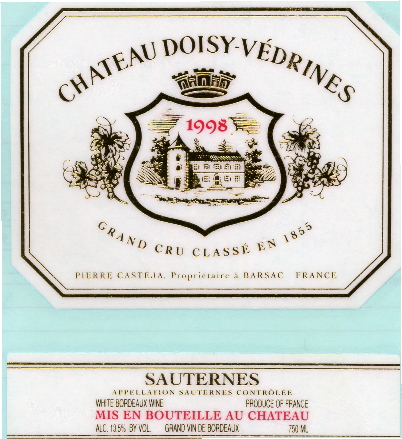 CHATEAU DOISY-VÉDRINES
1998
GRAND CRU CLASSÉ EN 1855
PIERRE CASTÉJA, Propriétaire à BARSAC FRANCE
SAUTERNES
APPELLATION SAUTERNES CONTRÔLÉE
WHITE BORDEAUX WINE PRODUCE OF FRANCE
MIS EN BOUTEILLE AU CHATEAU
ALC. 13.5% BY VOL. GRAND VIN DE BORDEAUX 750 ML